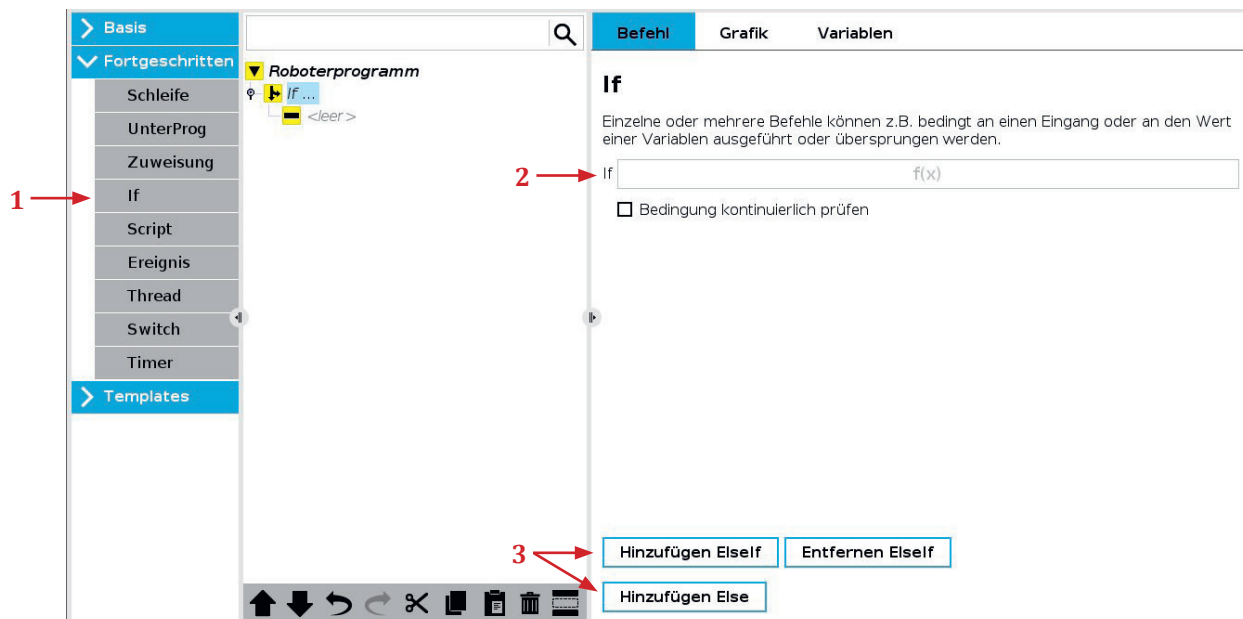 Basis
Fortgeschritten
Schleife
UnterProg
Zuweisung
1
If
Script
Ereignis
Thread
Switch
Timer
Templates
Roboterprogramm
If ...
<leer>
Befehl Grafik Variablen
If
Einzelne oder mehrere Befehle können z.B. bedingt an einen Eingang oder an den Wert
einer Variablen ausgeführt oder übersprungen werden.
2
If f(x)
Bedingung kontinuierlich prüfen
3
Hinzufügen ElseIf Entfernen ElseIf
Hinzufügen Else